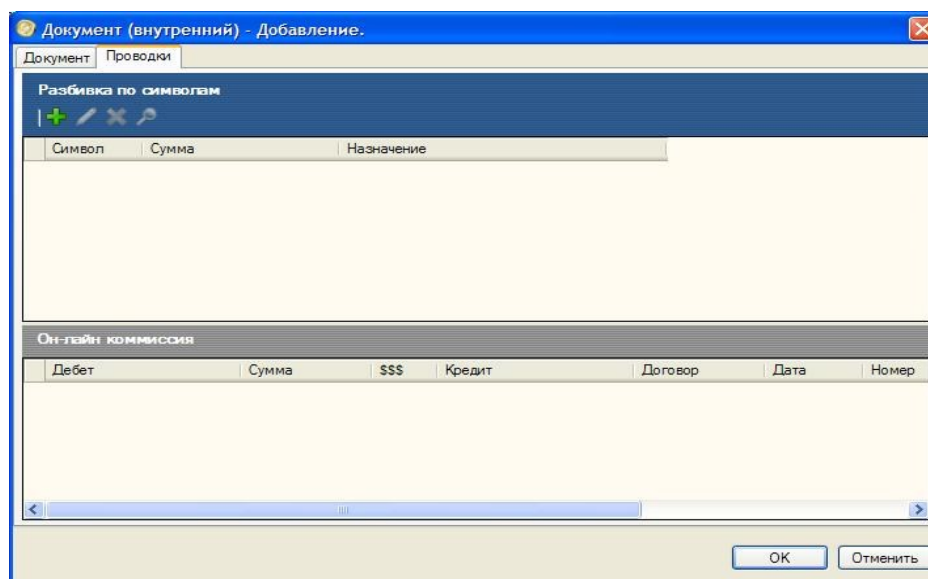 Документ (внутренний) - Добавление.
Документ Проводки
Разбивка по символам
Символ Сумма Назначение
Он-лайн коммиссия
Дебет Сумма $$$ Кредит Договор Дата Номер
OK Отменить